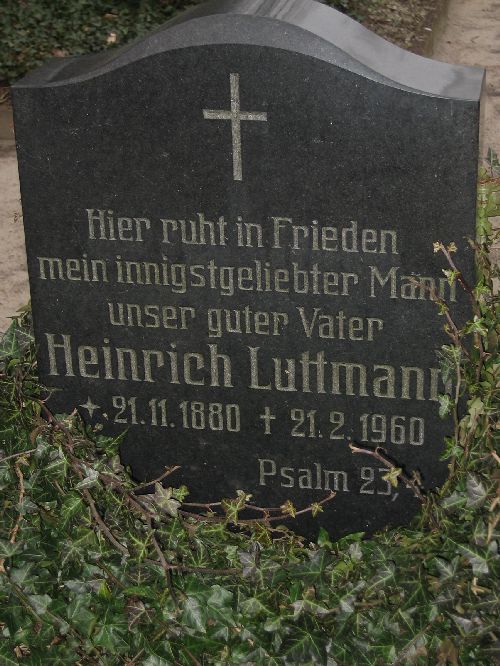 Hier ruht in Frieden
mein innigstgeliebter Mann
unser guter Vater
Heinrich Luttmann
* 21.11.1880 † 21.2.1960
Psalm 23,